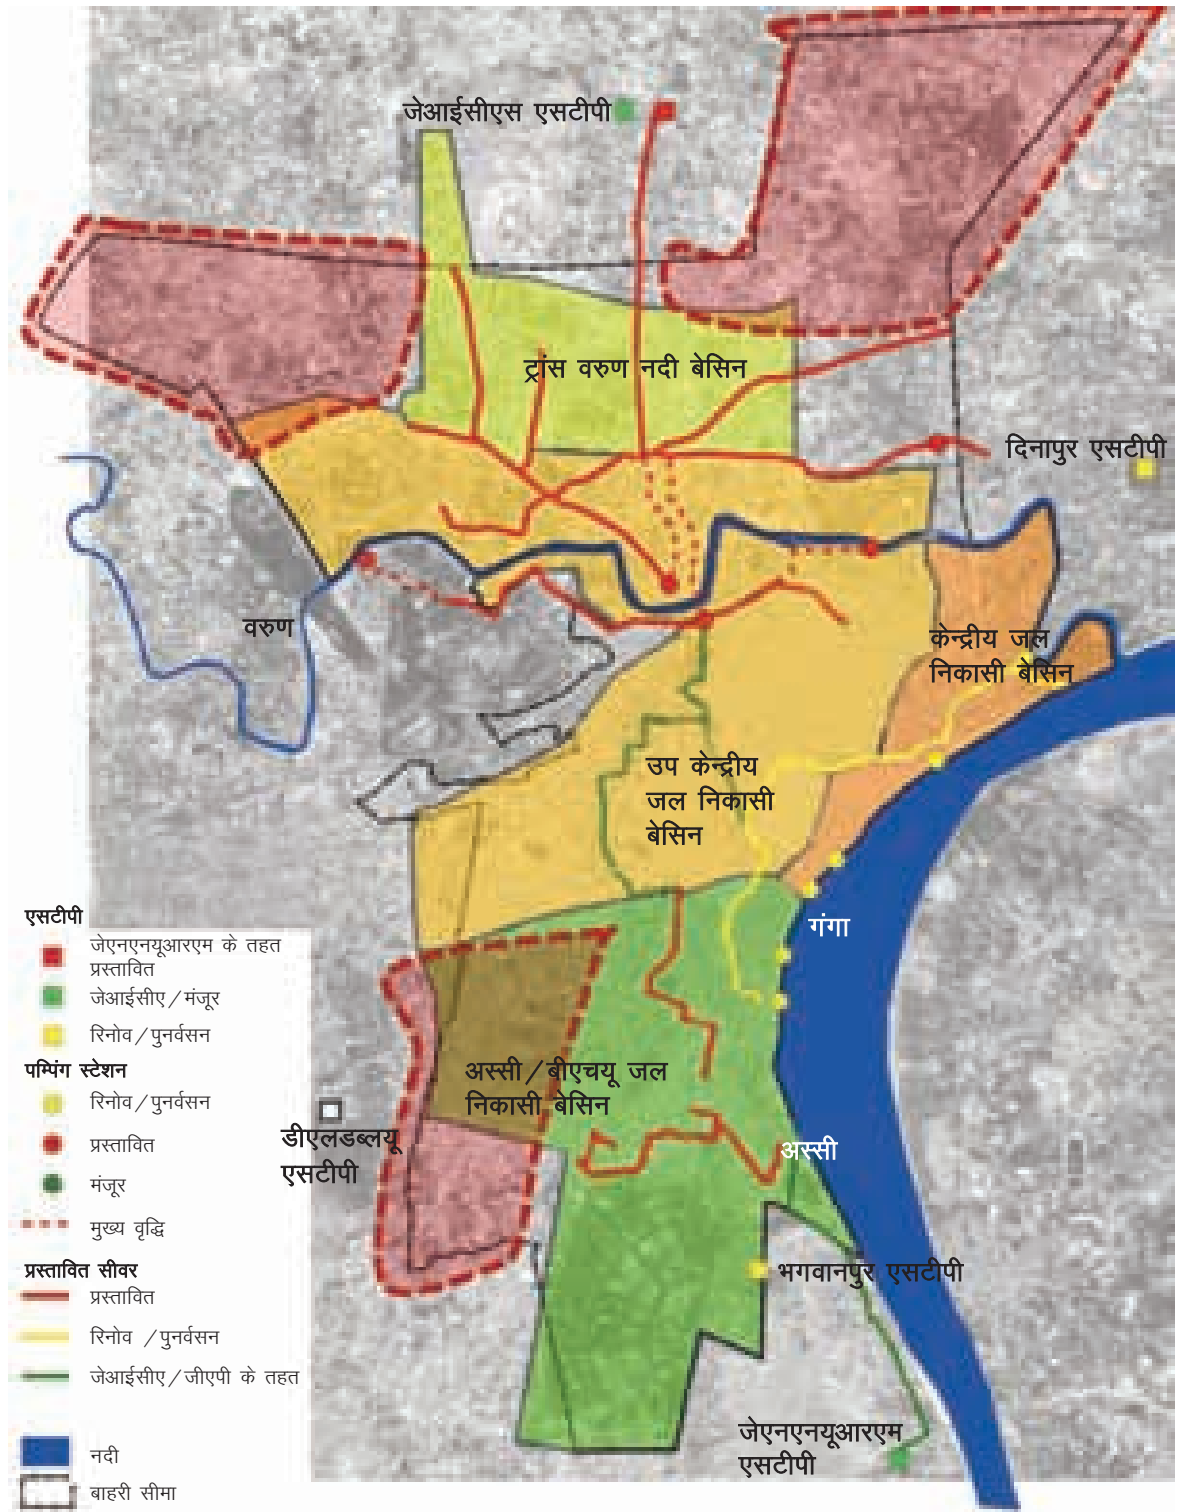 जेआईसीएस एसटीपी
ट्रांस वरुण नदी बेसिन
दिनापुर एसटीपी
वरुण
केन्द्रीय जल
निकासी बेसिन
उप केन्द्रीय
जल निकासी
बेसिन
गंगा
अस्सी/बीएचयू जल
निकासी बेसिन
डीएलडब्लयू
एसटीपी
अस्सी
भगवानपुर एसटीपी
जेएनएनयूआरएम
एसटीपी
एसटीपी
जेएनएनयूआरएम के तहत
प्रस्तावित
जेआईसीए/मंजूर
रिनोव/पुनर्वसन
पम्पिंग स्टेशन
रिनोव/पुनर्वसन
प्रस्तावित
मंजूर
मुख्य वृद्धि
प्रस्तावित सीवर
प्रस्तावित
रिनोव /पुनर्वसन
जेआईसीए/जीएपी के तहत
नदी
बाहरी सीमा